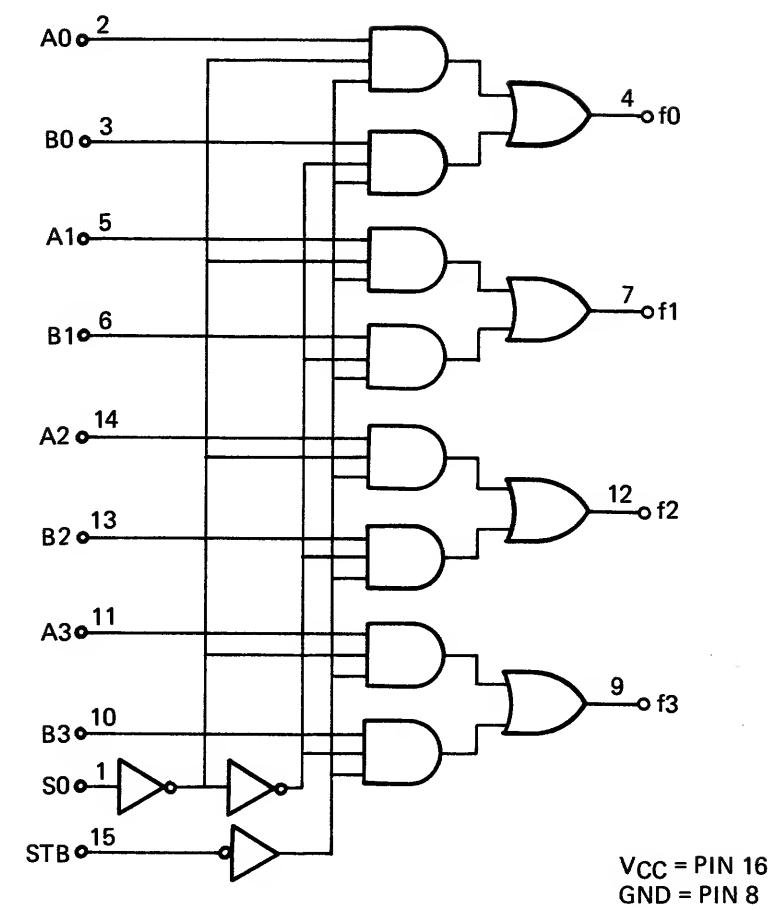 A0 2
4 f0
B0 3
A1 5
7 f1
B1 6
A2 14
12 f2
B2 13
A3 11
9 f3
B3 10
S0 1
STB 15
VCC = PIN 16
GND = PIN 8